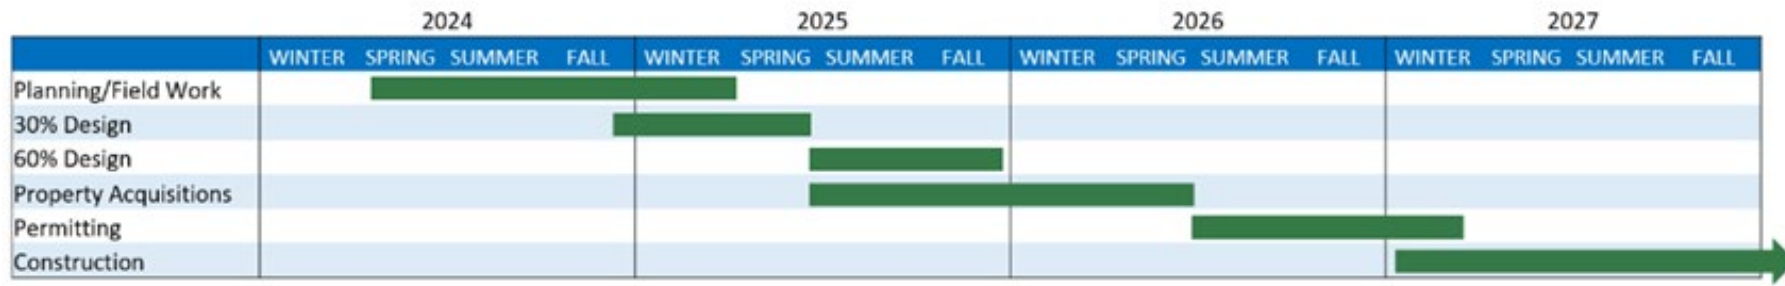 2024 2025 2026 2027
WINTER SPRING SUMMER FALL WINTER SPRING SUMMER FALL WINTER SPRING SUMMER FALL WINTER SPRING SUMMER FALL
Planning/Field Work
30% Design
60% Design
Property Acquisitions
Permitting
Construction